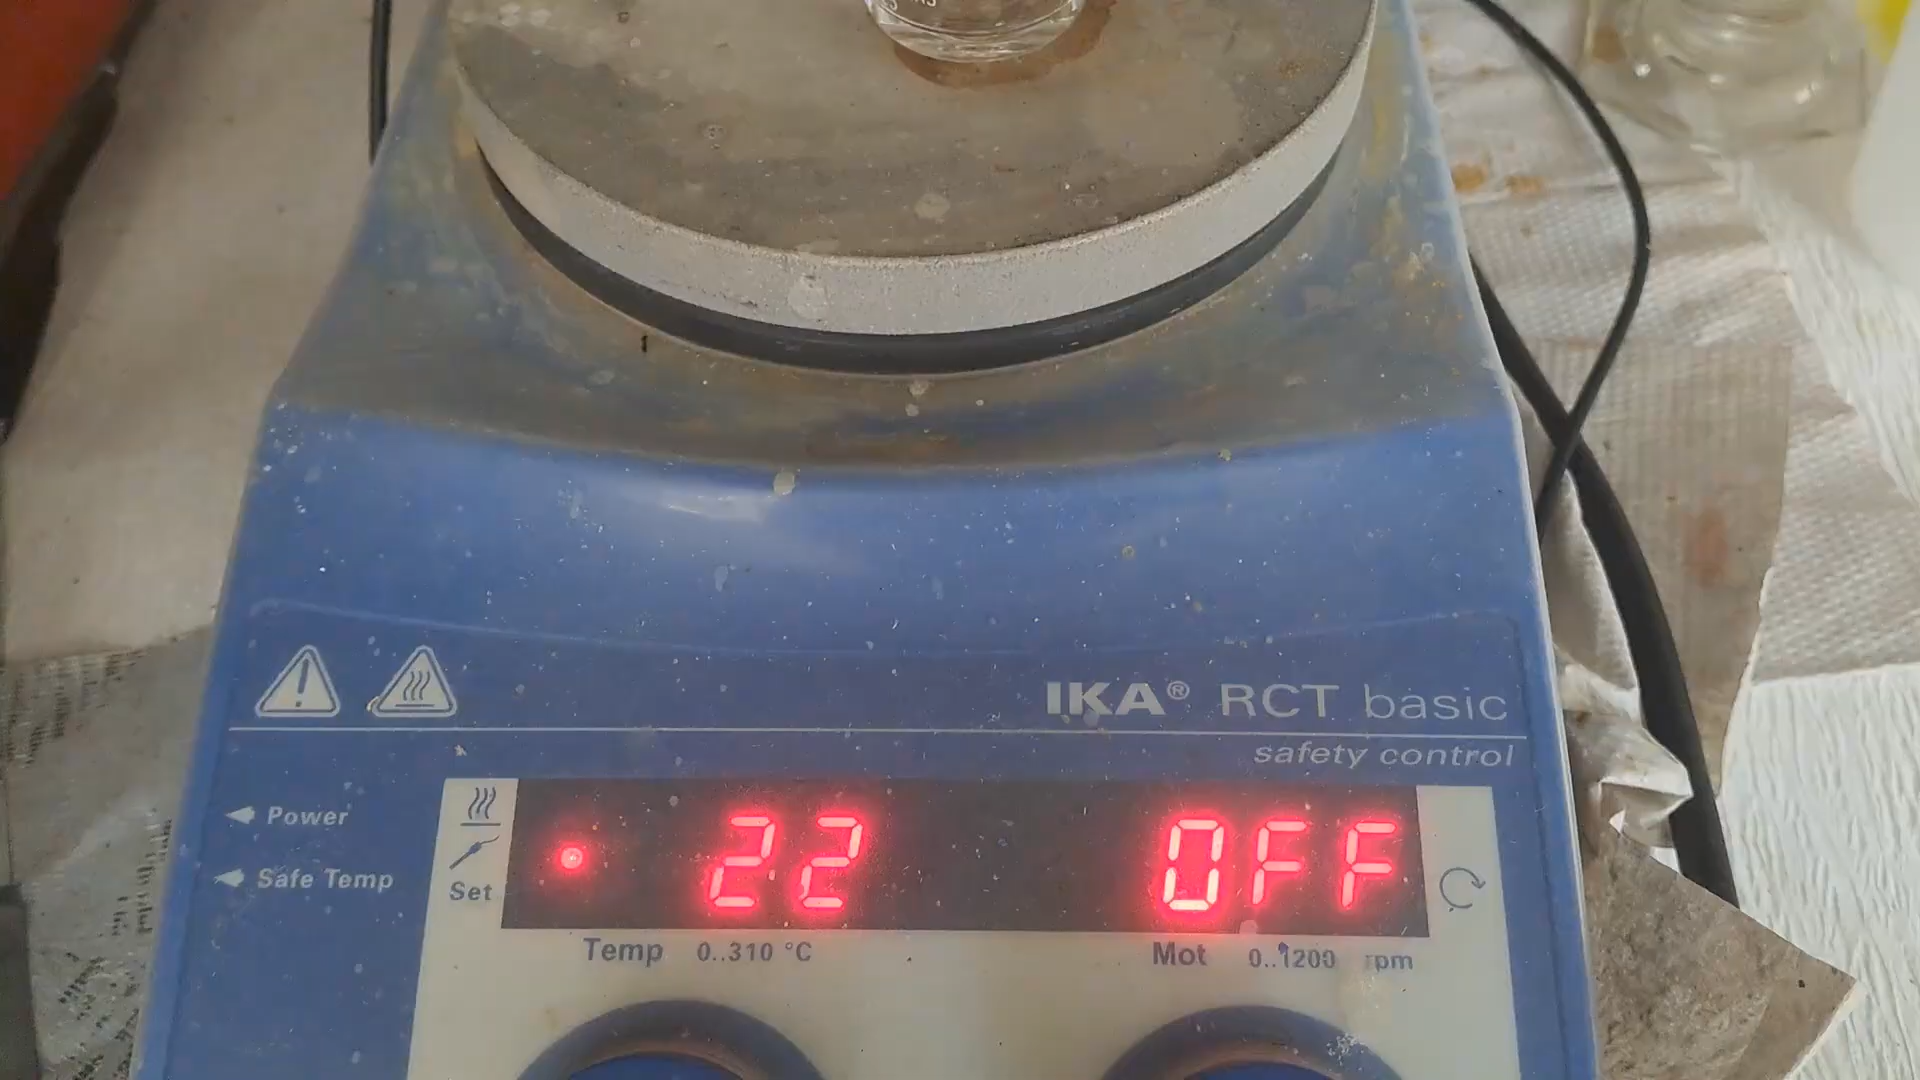 IKA® RCT basic
safety control
Power
Safe Temp
Set
22
OFF
Temp 0..310 °C
Mot 0..1200 rpm